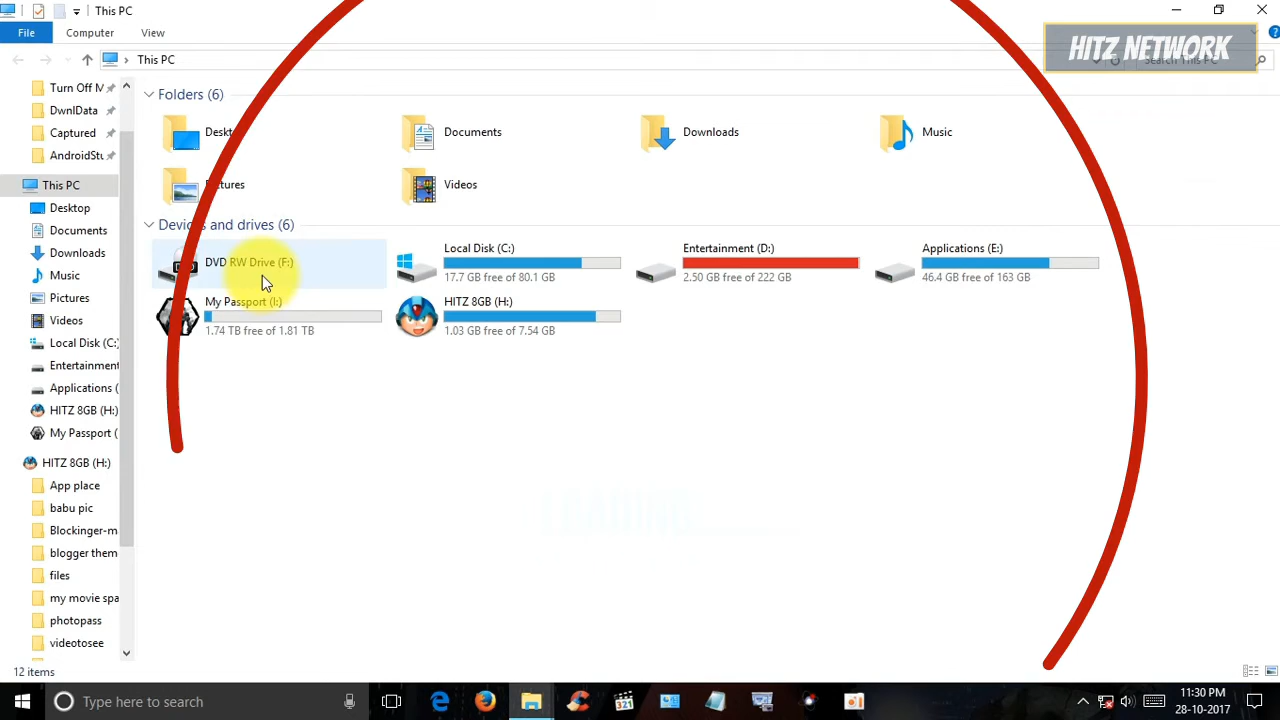 This PC
File
Computer
View
HITZ NETWORK
This PC
Search This PC
Turn Off M
DwnlData
Captured
AndroidStu
This PC
Desktop
Documents
Downloads
Music
Pictures
Videos
Local Disk (C:)
Entertainment
Applications (
HITZ 8GB (H:)
My Passport (
HITZ 8GB (H:)
App place
babu pic
Blockinger-m
blogger them
files
my movie spa
photopass
videotosee
Folders (6)
Documents
Downloads
Music
Videos
Devices and drives (6)
DVD RW Drive (F:)
Local Disk (C:)
17.7 GB free of 80.1 GB
Entertainment (D:)
2.50 GB free of 222 GB
Applications (E:)
46.4 GB free of 163 GB
My Passport (I:)
1.74 TB free of 1.81 TB
HITZ 8GB (H:)
1.03 GB free of 7.54 GB
LOADING
12 items
Type here to search
321
11:30 PM
28-10-2017